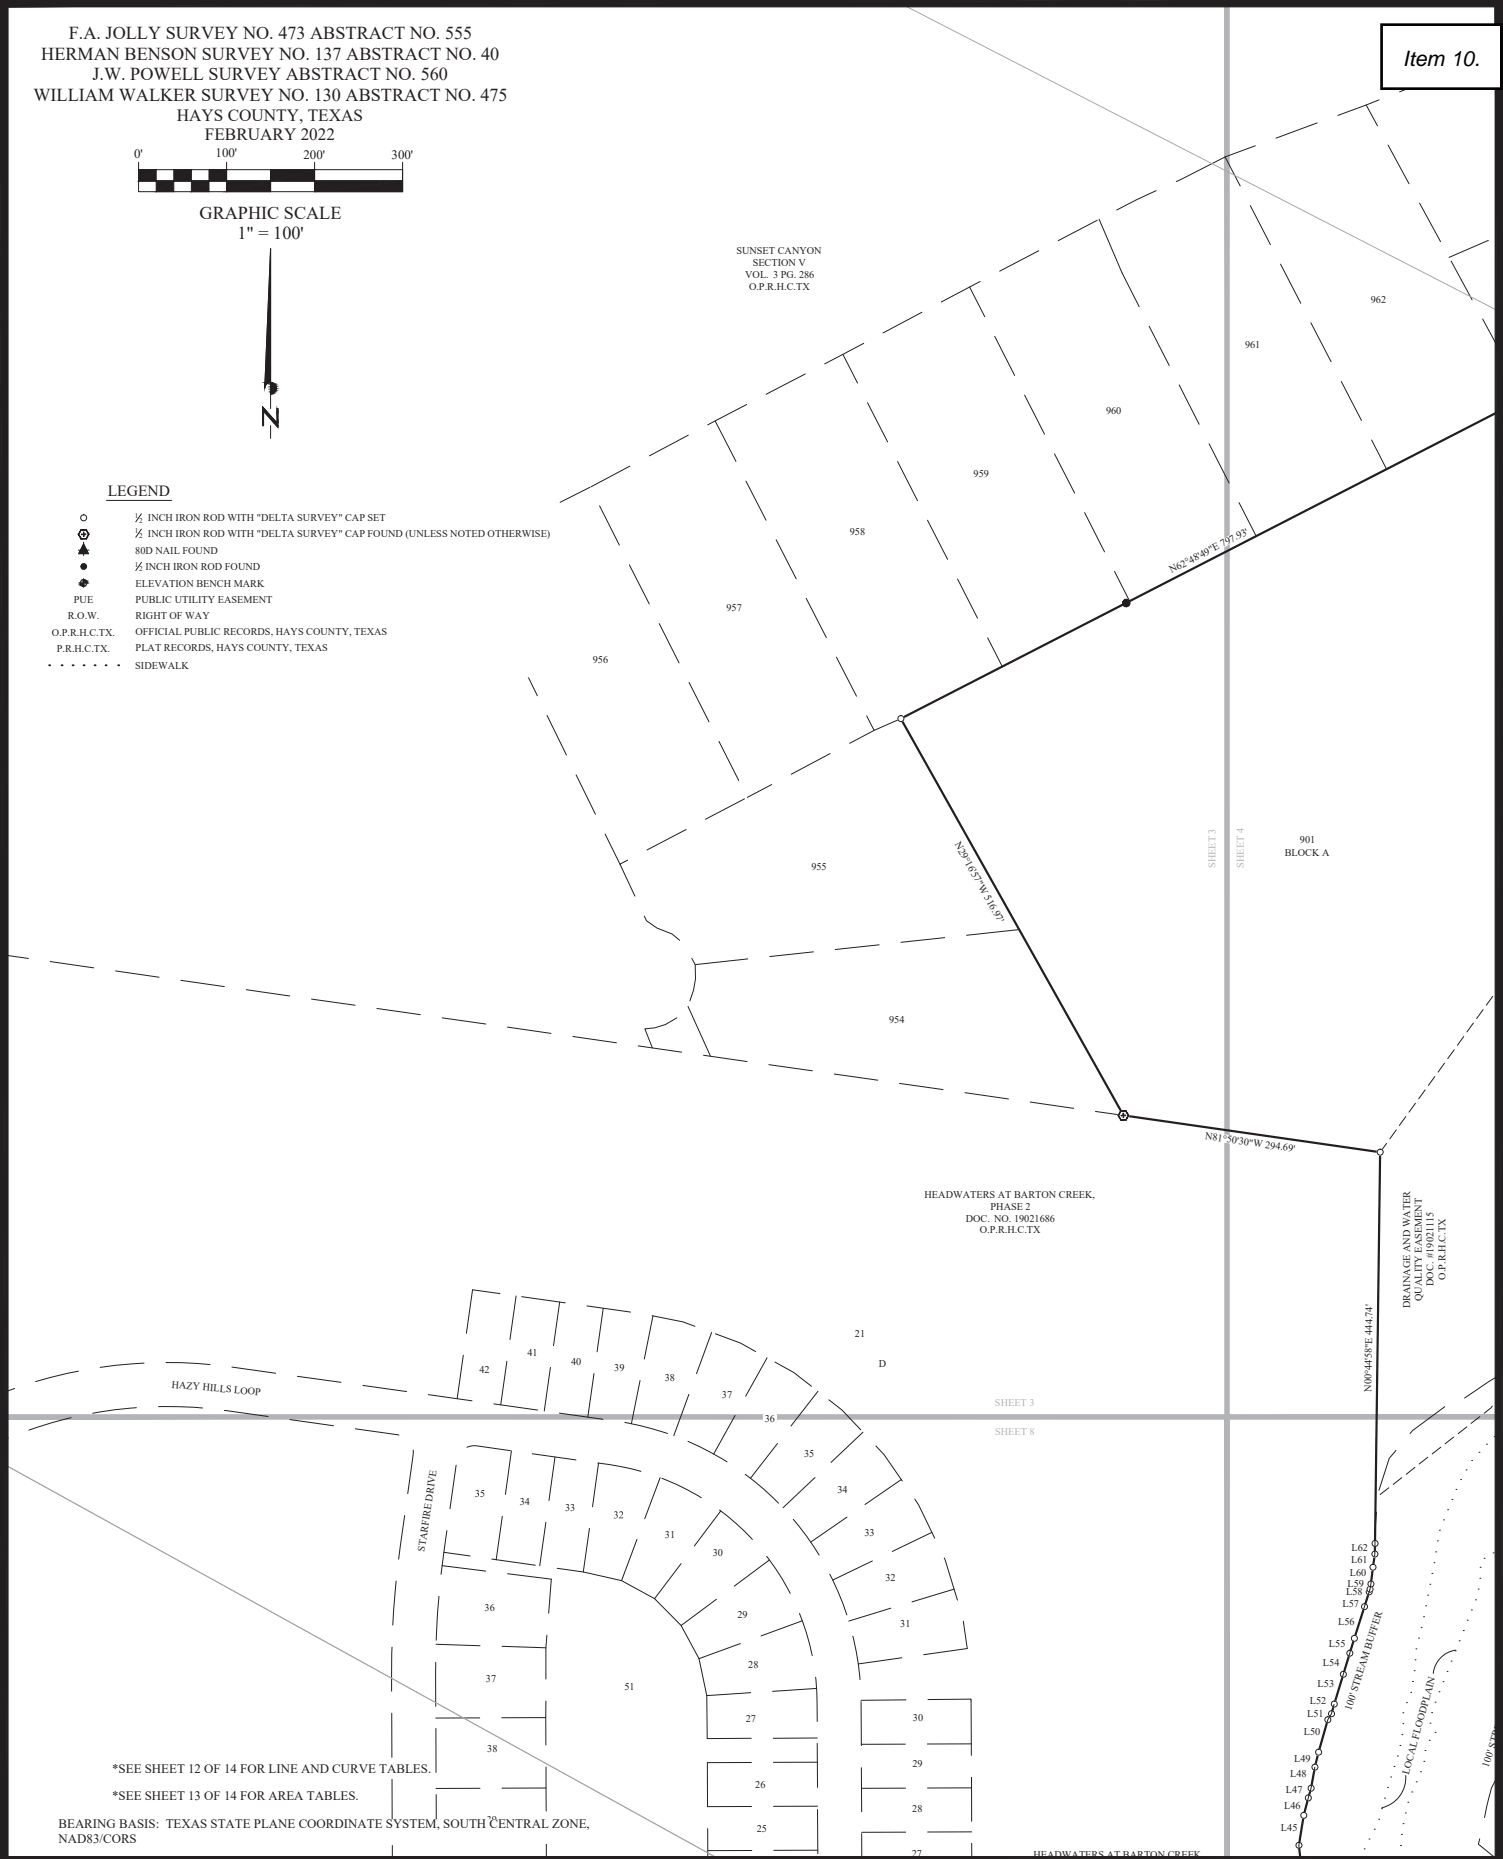 F.A. JOLLY SURVEY NO. 473 ABSTRACT NO. 555
HERMAN BENSON SURVEY NO. 137 ABSTRACT NO. 40
J.W. POWELL SURVEY ABSTRACT NO. 560
WILLIAM WALKER SURVEY NO. 130 ABSTRACT NO. 475
HAYS COUNTY, TEXAS
FEBRUARY 2022
0' 100' 200' 300'
GRAPHIC SCALE
1" = 100'
N
Item 10.
SUNSET CANYON
SECTION V
VOL. 3 PG. 286
O.P.R.H.C.TX
LEGEND
½ INCH IRON ROD WITH "DELTA SURVEY" CAP SET
½ INCH IRON ROD WITH "DELTA SURVEY" CAP FOUND (UNLESS NOTED OTHERWISE)
80D NAIL FOUND
½ INCH IRON ROD FOUND
ELEVATION BENCH MARK
PUE PUBLIC UTILITY EASEMENT
R.O.W. RIGHT OF WAY
O.P.R.H.C.TX. OFFICIAL PUBLIC RECORDS, HAYS COUNTY, TEXAS
P.R.H.C.TX. PLAT RECORDS, HAYS COUNTY, TEXAS
SIDEWALK
962
961
960
959
958
957
956
955
954
N62°48'49"E 797.93'
N29°16'57"W 516.97'
SHEET 3
SHEET 4
901
BLOCK A
N81°50'30"W 294.69'
HEADWATERS AT BARTON CREEK,
PHASE 2
DOC. NO. 19021686
O.P.R.H.C.TX
DRAINAGE AND WATER
QUALITY EASEMENT
DOC. #19021115
O.P.R.H.C.TX
N00°44'58"E 444.74'
21
D
SHEET 3
SHEET 8
HAZY HILLS LOOP
STARFIRE DRIVE
42
41
40
39
38
37
36
35
34
33
32
31
30
29
28
27
35
34
33
32
31
30
29
28
27
26
25
36
37
38
39
51
L62
L61
L60
L59
L58
L57
L56
L55
L54
L53
L52
L51
L50
L49
L48
L47
L46
L45
100' STREAM BUFFER
LOCAL FLOODPLAIN
100' STR
*SEE SHEET 12 OF 14 FOR LINE AND CURVE TABLES.
*SEE SHEET 13 OF 14 FOR AREA TABLES.
BEARING BASIS: TEXAS STATE PLANE COORDINATE SYSTEM, SOUTH CENTRAL ZONE,
NAD83/CORS
HEADWATERS AT BARTON CREEK